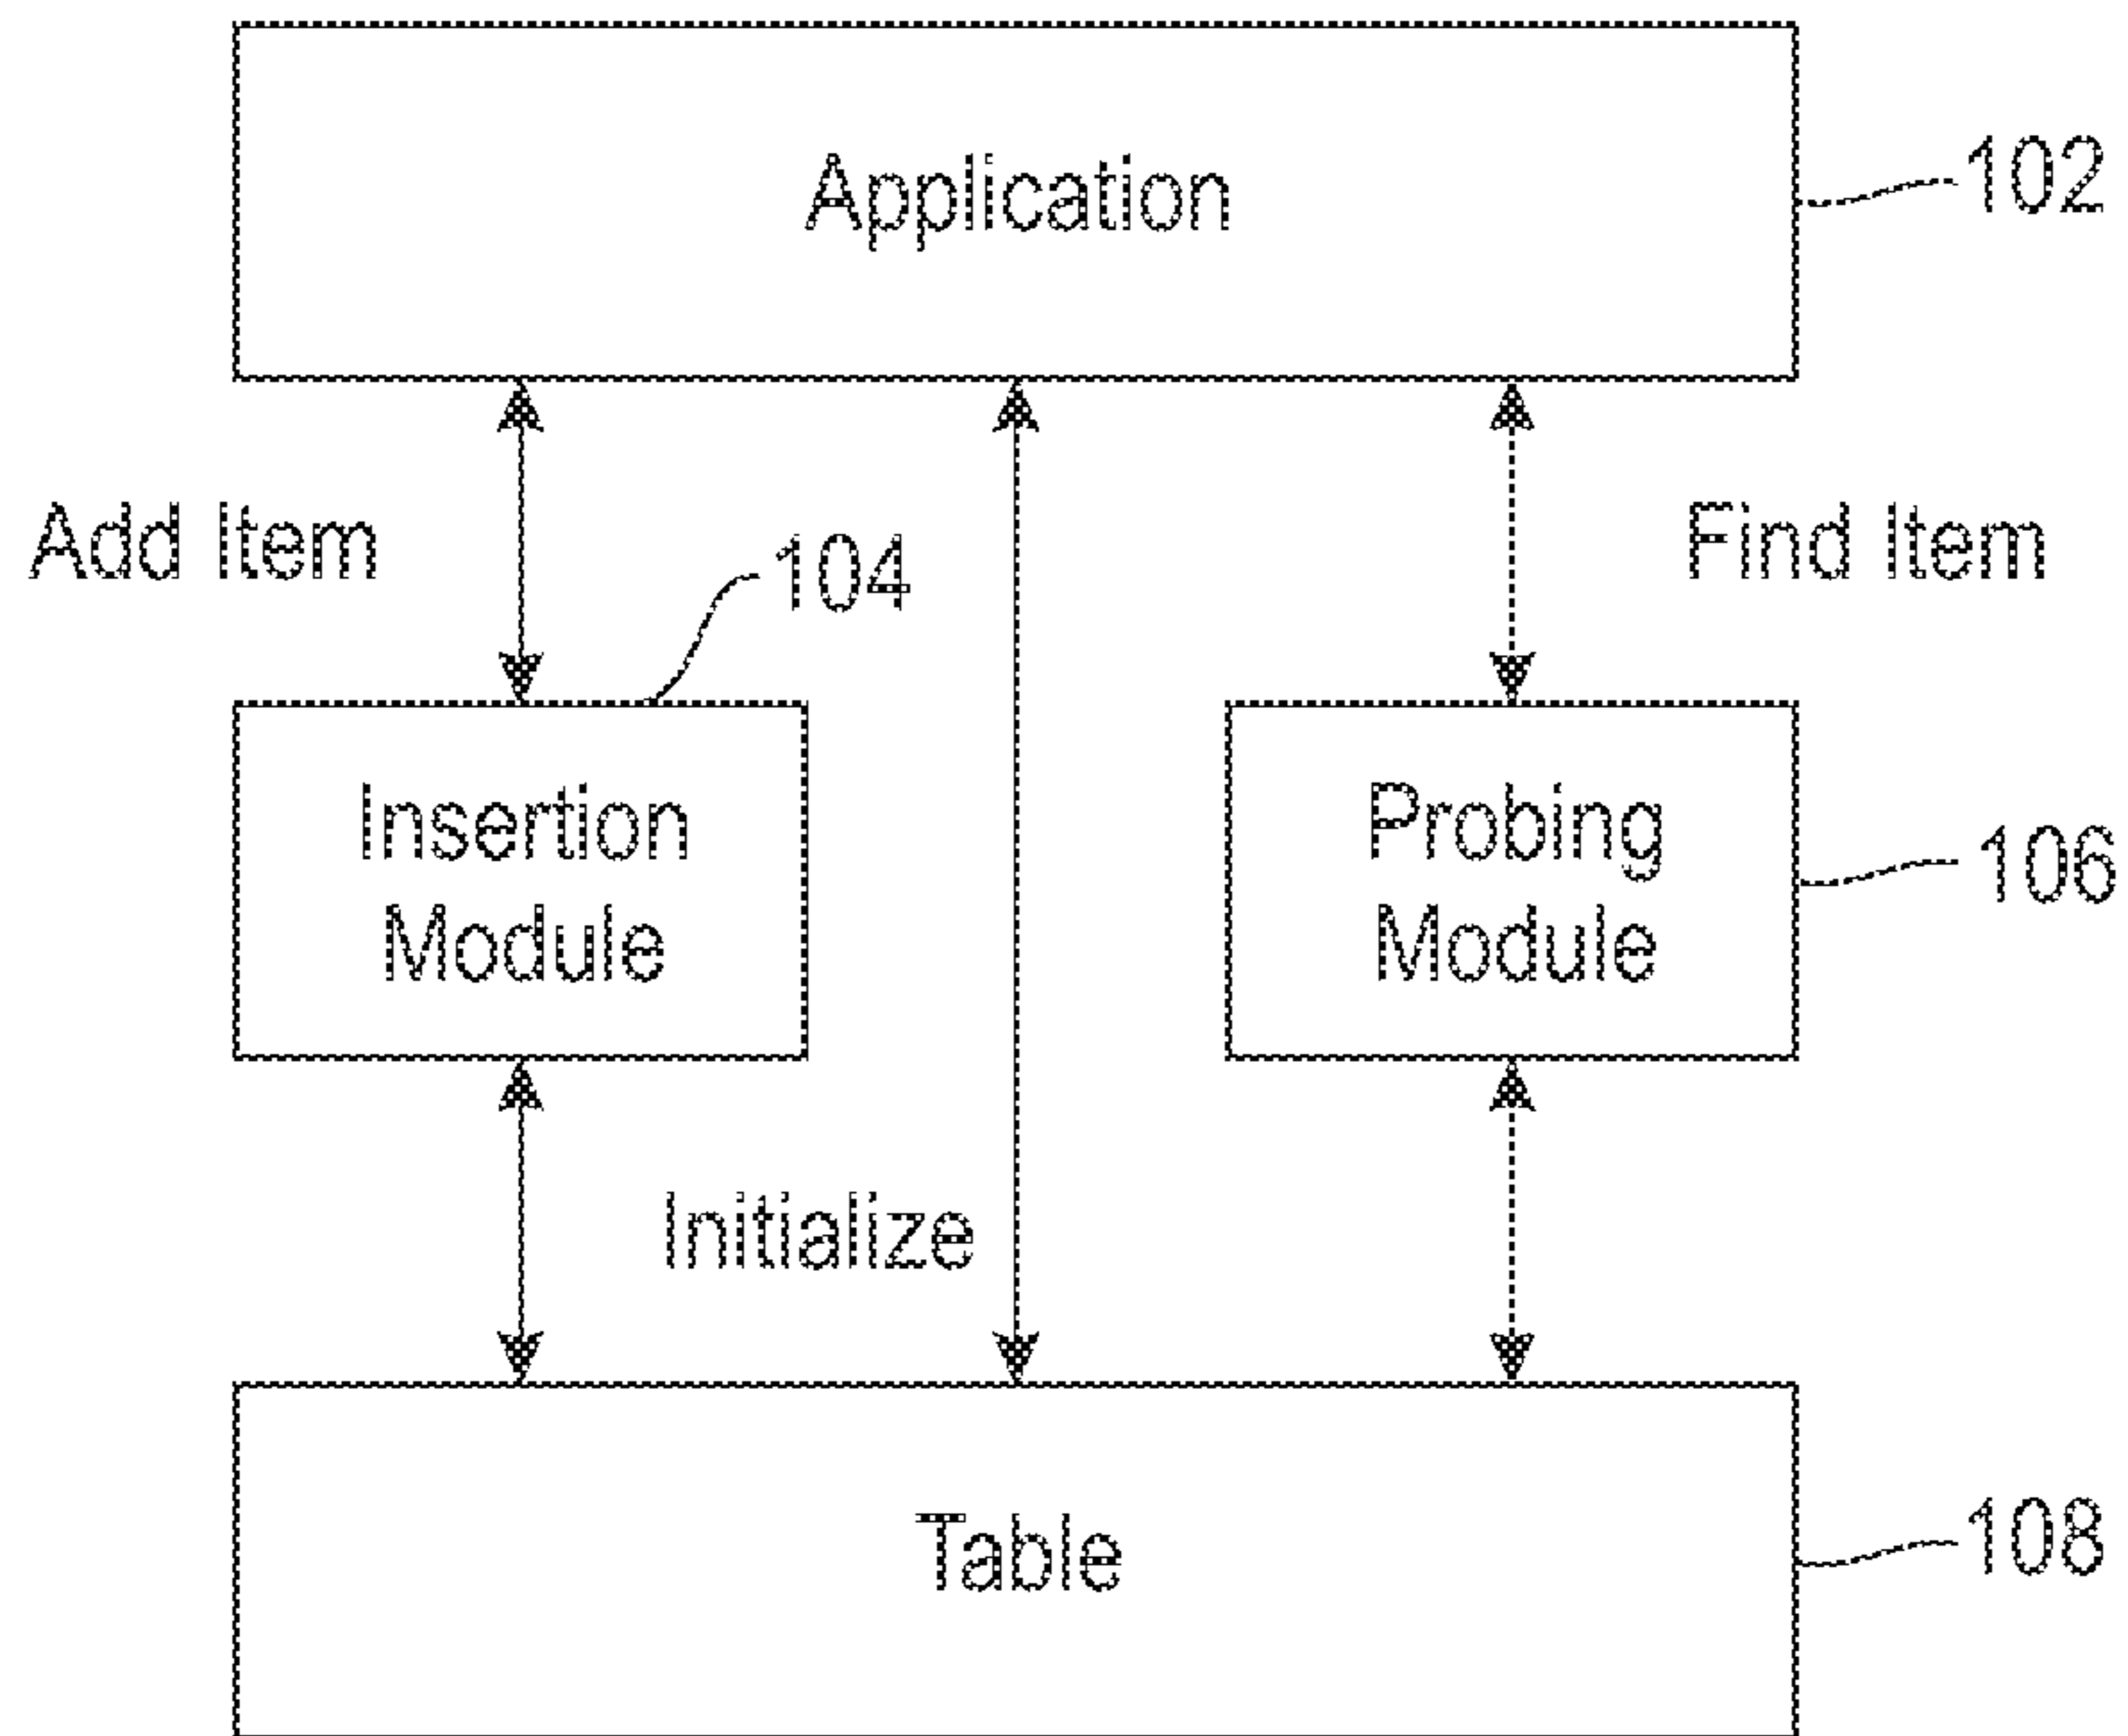 Application
102
Add Item
104
Find Item
Insertion
Module
Probing
Module
106
Initialize
Table
108